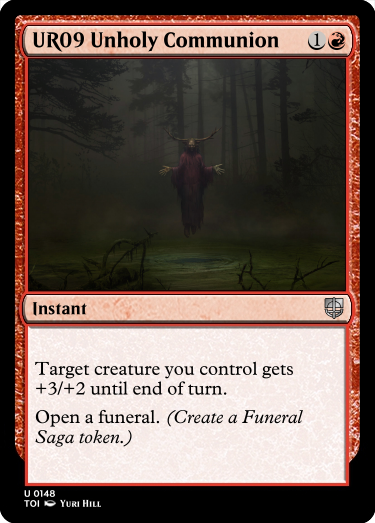 UR09 Unholy Communion 1
Instant
Target creature you control gets
+3/+2 until end of turn.
Open a funeral. (Create a Funeral
Saga token.)
U 0148
TOI Yuri Hill